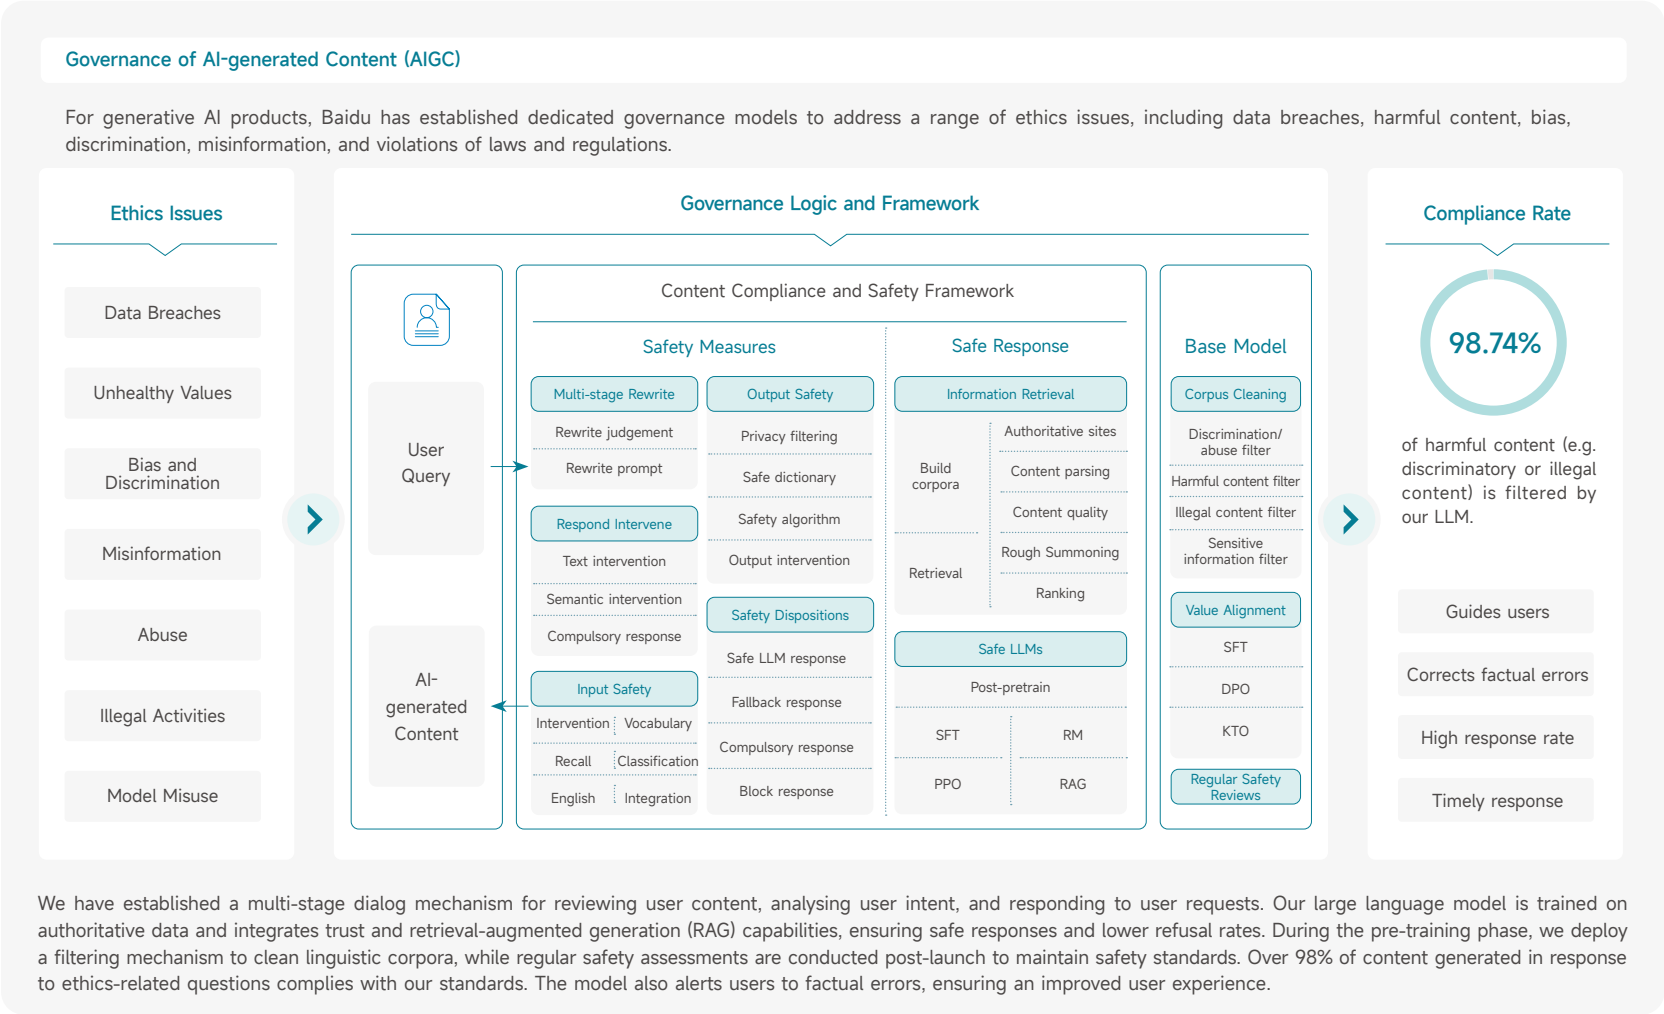 Governance of AI-generated Content (AIGC)
For generative AI products, Baidu has established dedicated governance models to address a range of ethics issues, including data breaches, harmful content, bias,
discrimination, misinformation, and violations of laws and regulations.
Ethics Issues
Data Breaches
Unhealthy Values
Bias and
Discrimination
Misinformation
Abuse
Illegal Activities
Model Misuse
Governance Logic and Framework
User
Query
AI-
generated
Content
Content Compliance and Safety Framework
Safety Measures
Multi-stage Rewrite
Rewrite judgement
Rewrite prompt
Respond Intervene
Text intervention
Semantic intervention
Compulsory response
Input Safety
Intervention
Vocabulary
Recall
Classification
English
Integration
Output Safety
Privacy filtering
Safe dictionary
Safety algorithm
Output intervention
Safety Dispositions
Safe LLM response
Fallback response
Compulsory response
Block response
Safe Response
Information Retrieval
Build
corpora
Retrieval
Authoritative sites
Content parsing
Content quality
Rough Summoning
Ranking
Safe LLMs
Post-pretrain
SFT
RM
PPO
RAG
Base Model
Corpus Cleaning
Discrimination/
abuse filter
Harmful content filter
Illegal content filter
Sensitive
information filter
Value Alignment
SFT
DPO
KTO
Regular Safety
Reviews
Compliance Rate
98.74%
of harmful content (e.g.
discriminatory or illegal
content) is filtered by
our LLM.
Guides users
Corrects factual errors
High response rate
Timely response
We have established a multi-stage dialog mechanism for reviewing user content, analysing user intent, and responding to user requests. Our large language model is trained on
authoritative data and integrates trust and retrieval-augmented generation (RAG) capabilities, ensuring safe responses and lower refusal rates. During the pre-training phase, we deploy
a filtering mechanism to clean linguistic corpora, while regular safety assessments are conducted post-launch to maintain safety standards. Over 98% of content generated in response
to ethics-related questions complies with our standards. The model also alerts users to factual errors, ensuring an improved user experience.